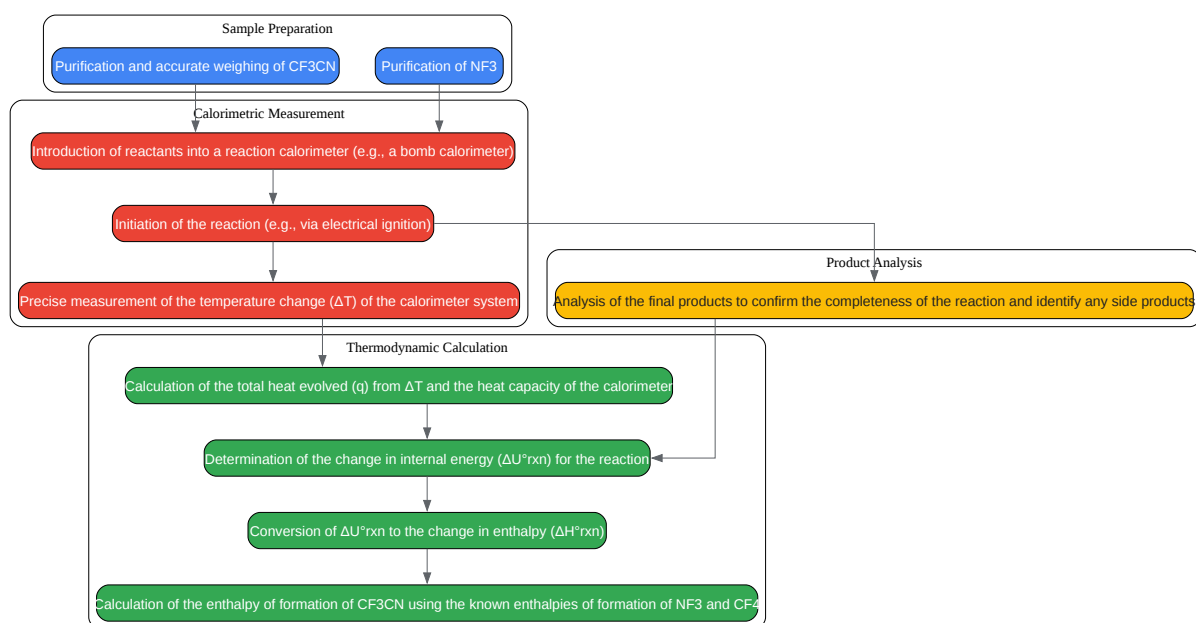 Sample Preparation
Purification and accurate weighing of CF3CN
Purification of NF3
Calorimetric Measurement
Introduction of reactants into a reaction calorimeter (e.g., a bomb calorimeter)
Initiation of the reaction (e.g., via electrical ignition)
Product Analysis
Precise measurement of the temperature change (ΔT) of the calorimeter system
Analysis of the final products to confirm the completeness of the reaction and identify any side products
Thermodynamic Calculation
Calculation of the total heat evolved (q) from ΔT and the heat capacity of the calorimeter
Determination of the change in internal energy (ΔU°rxn) for the reaction
Conversion of ΔU°rxn to the change in enthalpy (ΔH°rxn)
Calculation of the enthalpy of formation of CF3CN using the known enthalpies of formation of NF3 and CF4